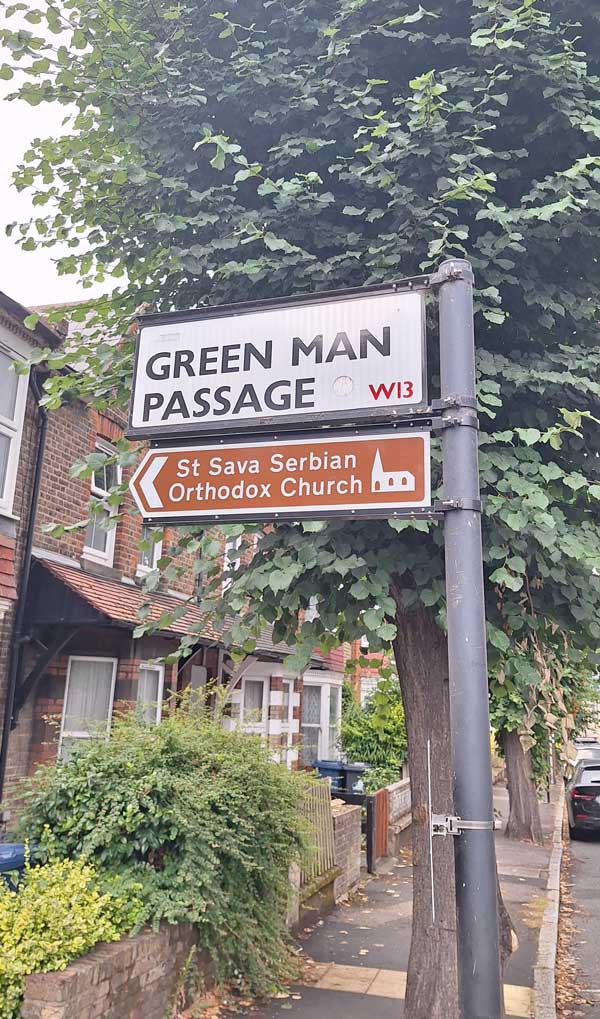 GREEN MAN
PASSAGE W13
St Sava Serbian
Orthodox Church